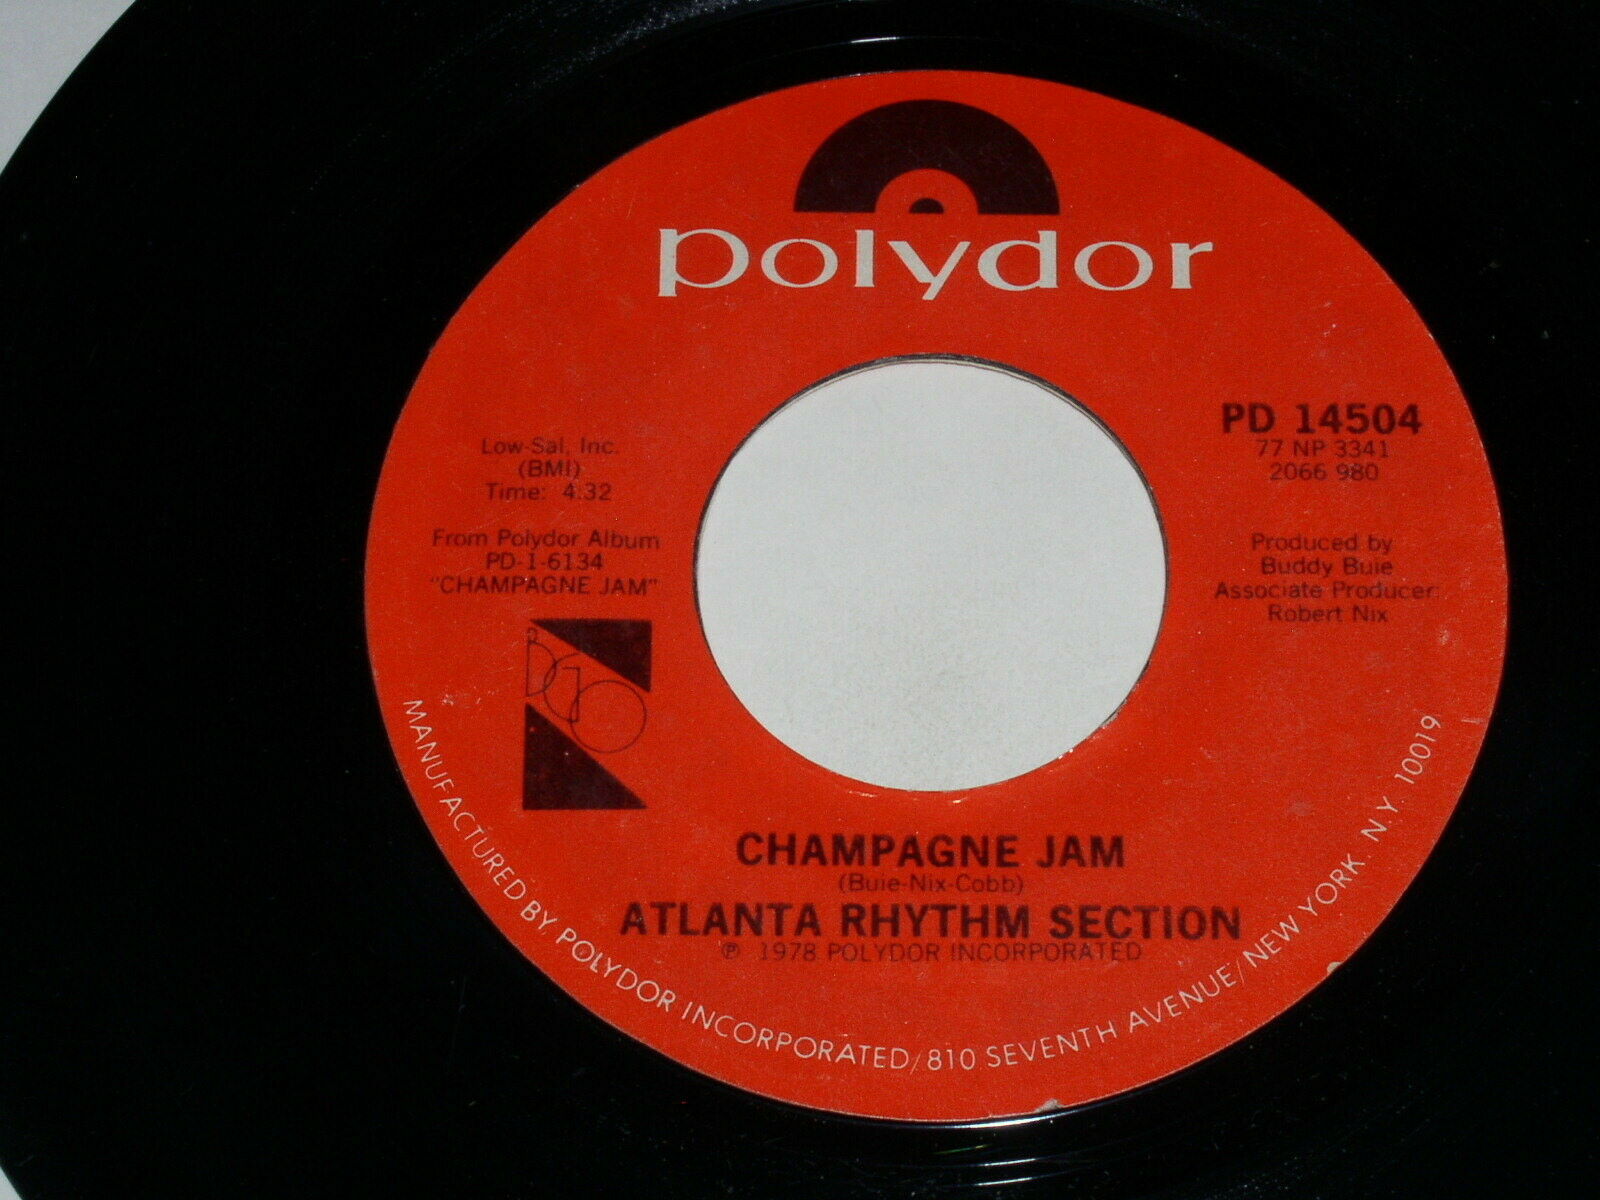 polydor
PD 14504
77 NP 3341
2066 980
Low-Sal, Inc.
(BMI)
Time: 4:32
From Polydor Album
PD-1-6134
"CHAMPAGNE JAM"
Produced by
Buddy Buie
Associate Producer:
Robert Nix
CHAMPAGNE JAM
(Buie-Nix-Cobb)
ATLANTA RHYTHM SECTION
℗ 1978 POLYDOR INCORPORATED
MANUFACTURED BY POLYDOR INCORPORATED/810 SEVENTH AVENUE/NEW YORK. N.Y. 10019